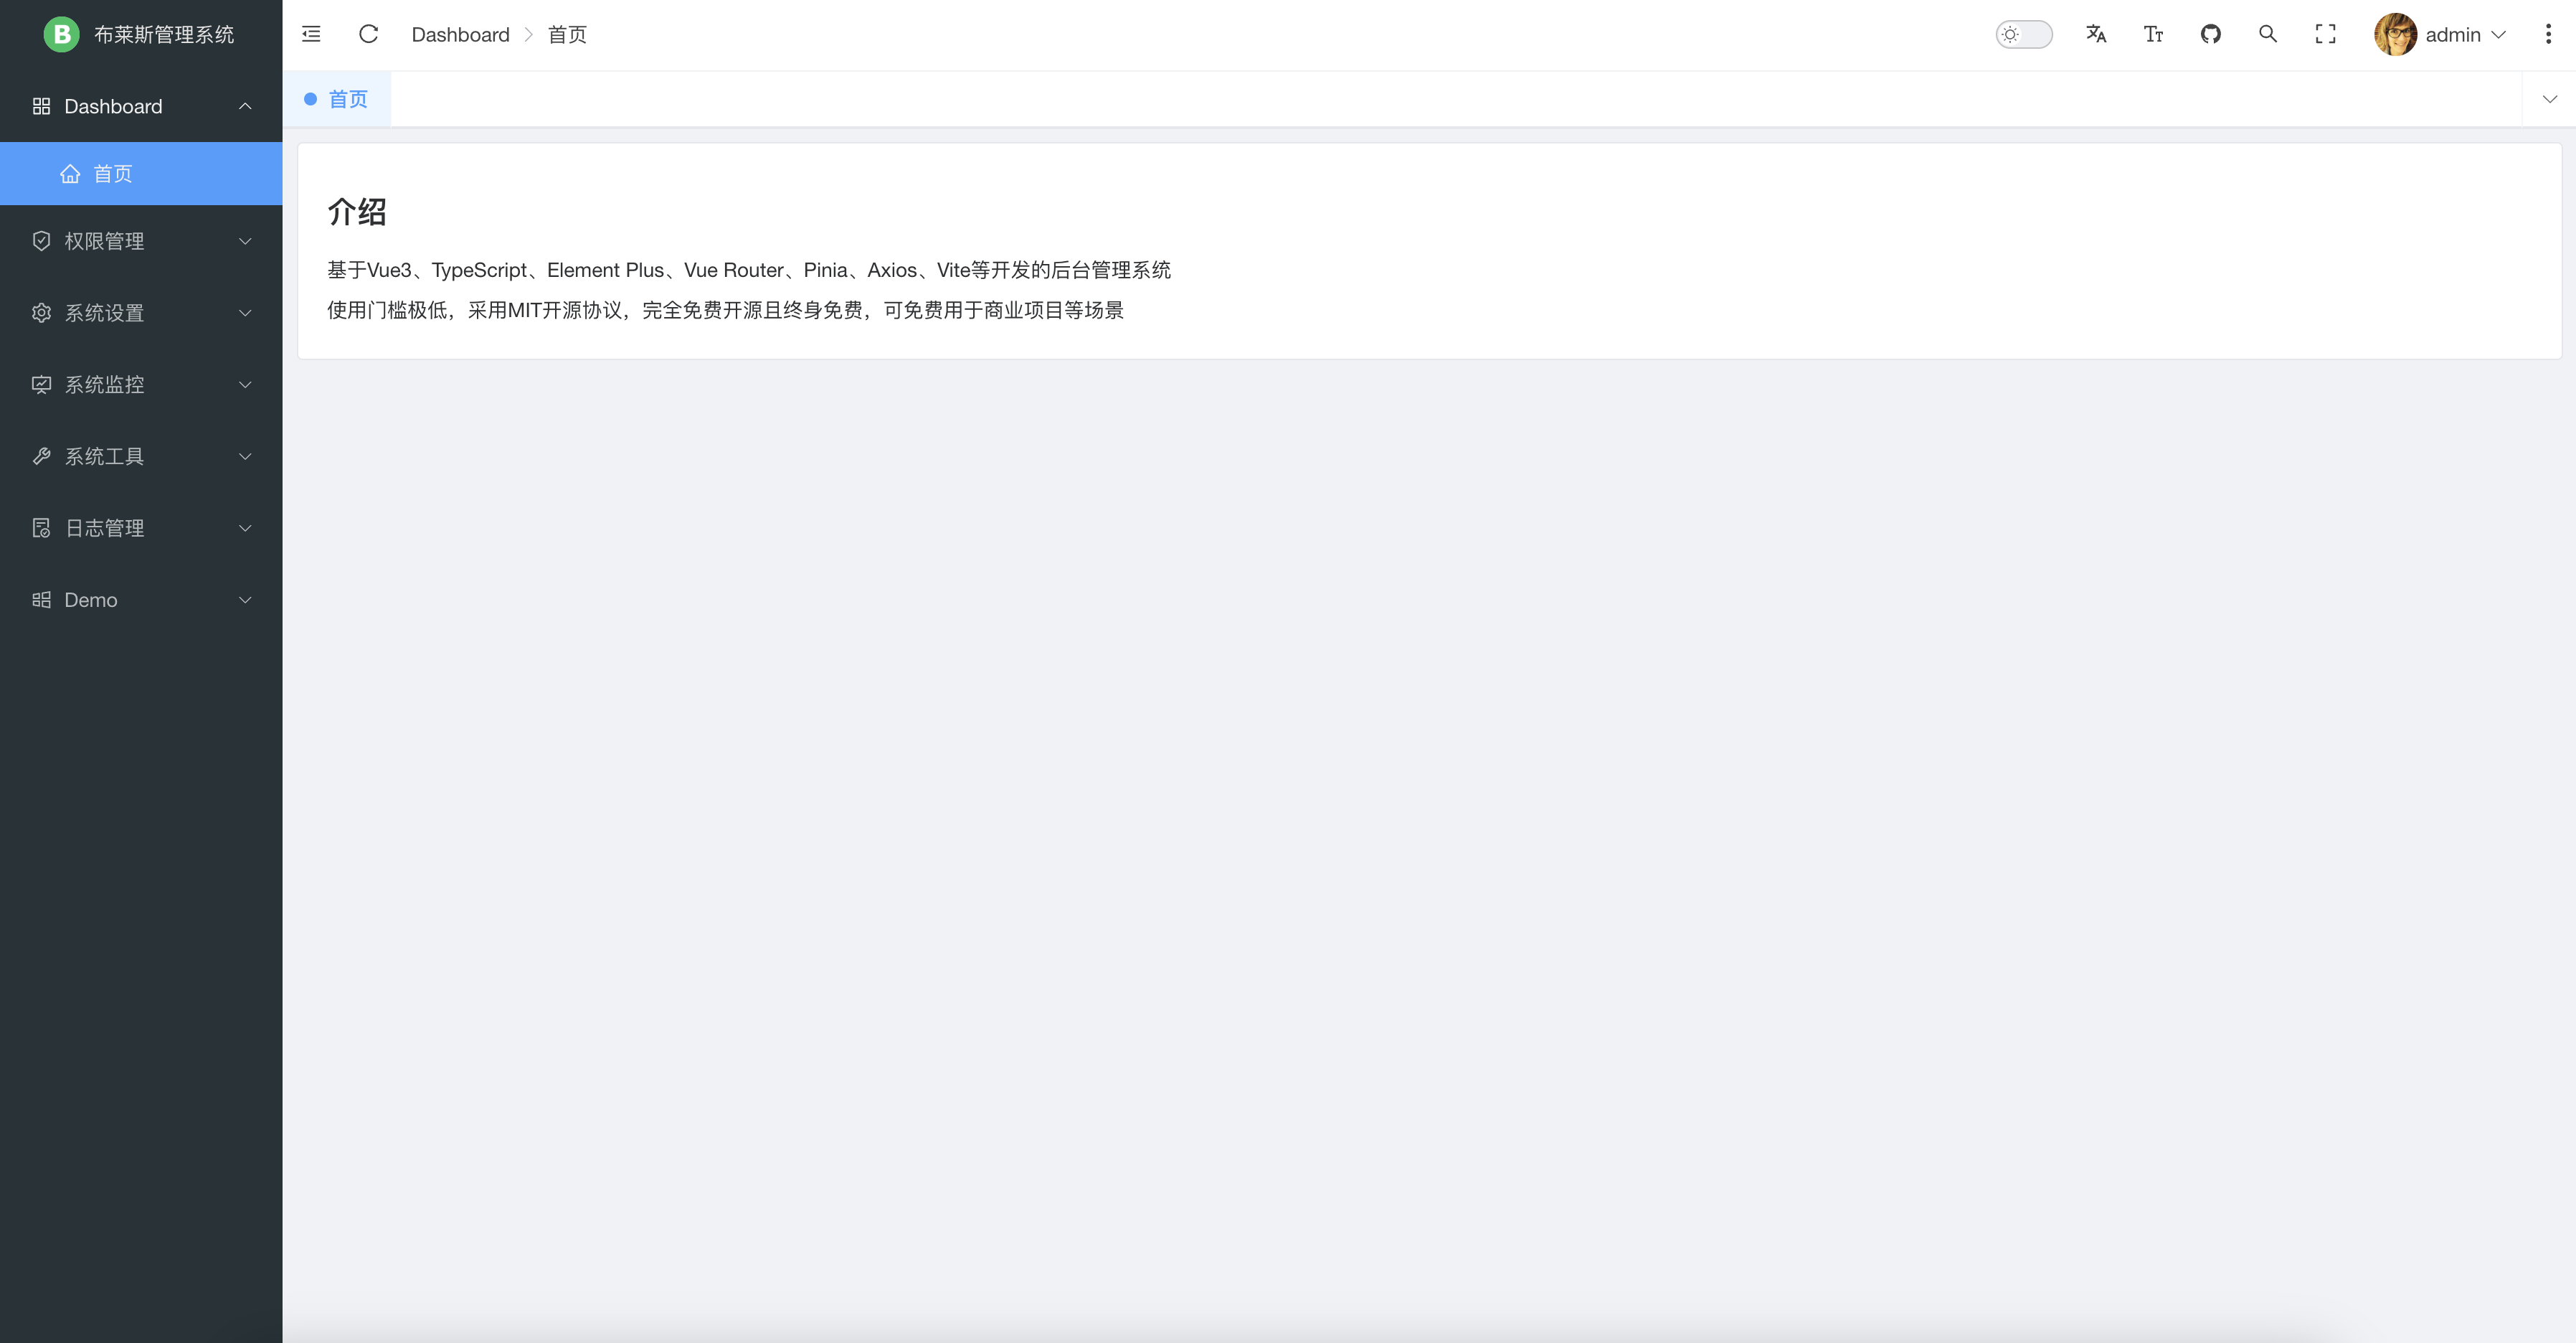 B 布莱斯管理系统
Dashboard
首页
权限管理
系统设置
系统监控
系统工具
日志管理
Demo
Dashboard > 首页
admin
首页
介绍
基于Vue3、TypeScript、Element Plus、Vue Router、Pinia、Axios、Vite等开发的后台管理系统
使用门槛极低，采用MIT开源协议，完全免费开源且终身免费，可免费用于商业项目等场景